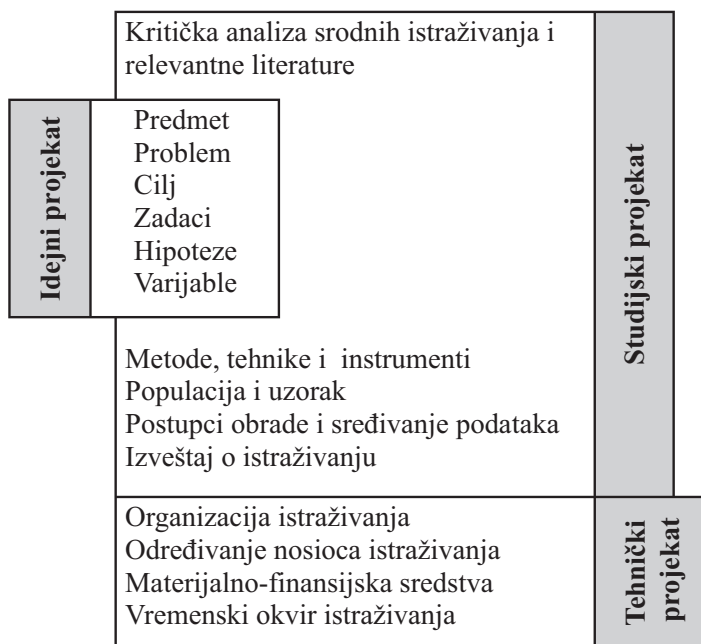 Kritička analiza srodnih istraživanja i
relevantne literature
Idejni projekat
Predmet
Problem
Cilj
Zadaci
Hipoteze
Varijable
Studijski projekat
Metode, tehnike i instrumenti
Populacija i uzorak
Postupci obrade i sređivanje podataka
Izveštaj o istraživanju
Organizacija istraživanja
Određivanje nosioca istraživanja
Materijalno-finansijska sredstva
Vremenski okvir istraživanja
Tehnički
projekat